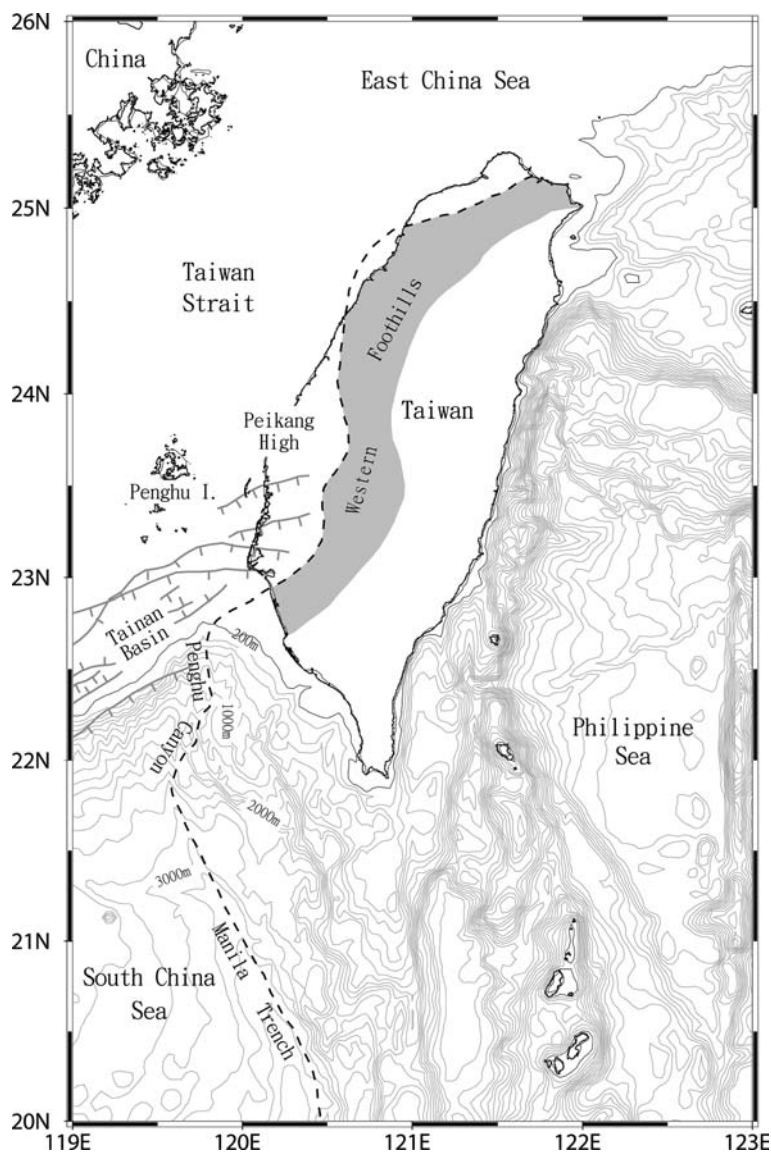 26N
China
East China Sea
25N
Taiwan
Strait
Foothills
24N
Taiwan
Peikang
High
Western
Penghu I.
23N
Tainan
Basin
200m
Penghu
1000m
Philippine
Sea
22N
Canyon
2000m
3000m
21N
Manila
South China
Sea
Trench
20N
119E
120E
121E
122E
123E